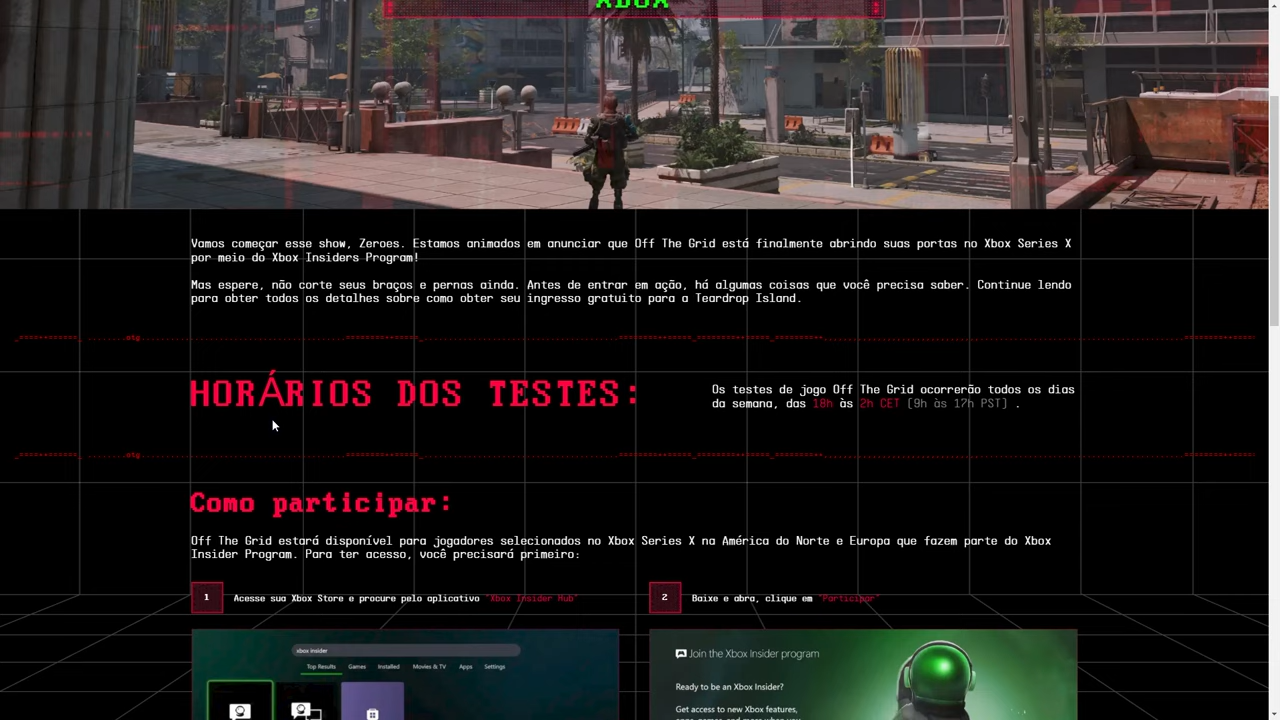 XBOX
Vamos começar esse show, Zeroes. Estamos animados em anunciar que Off The Grid está finalmente abrindo suas portas no Xbox Series X
por meio do Xbox Insiders Program!
Mas espere, não corte seus braços e pernas ainda. Antes de entrar em ação, há algumas coisas que você precisa saber. Continue lendo
para obter todos os detalhes sobre como obter seu ingresso gratuito para a Teardrop Island.
otg
HORÁRIOS DOS TESTES:
Os testes de jogo Off The Grid ocorrerão todos os dias
da semana, das 18h às 2h CET [9h às 17h PST] .
otg
Como participar:
Off The Grid estará disponível para jogadores selecionados no Xbox Series X na América do Norte e Europa que fazem parte do Xbox
Insider Program. Para ter acesso, você precisará primeiro:
1 Acesse sua Xbox Store e procure pelo aplicativo "Xbox Insider Hub"
2 Baixe e abra, clique em "Participar"
xbox insider
Top Results Games Installed Movies & TV Apps Settings
Join the Xbox Insider program
Ready to be an Xbox Insider?
Get access to new Xbox features,